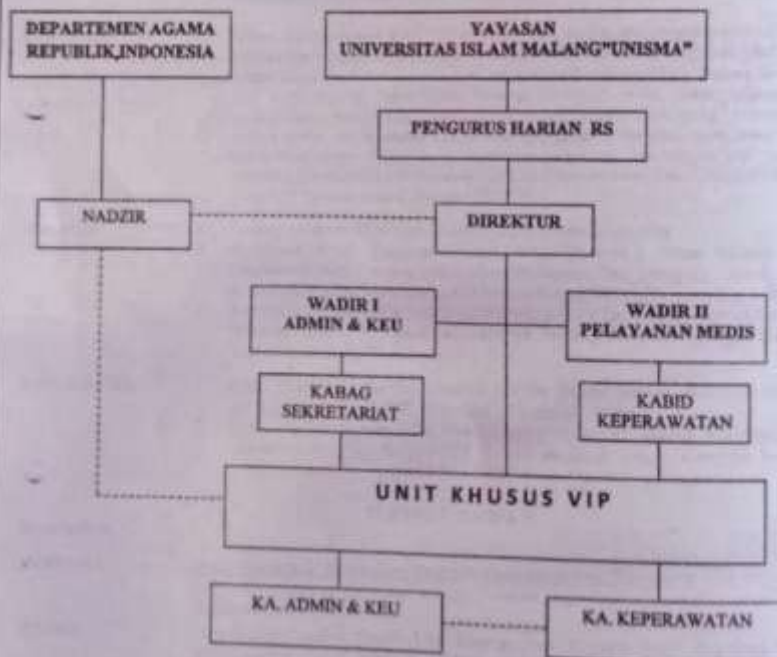 DEPARTEMEN AGAMA
REPUBLIK,INDONESIA
YAYASAN
UNIVERSITAS ISLAM MALANG"UNISMA"
PENGURUS HARIAN RS
NADZIR
DIREKTUR
WADIR I
ADMIN & KEU
WADIR II
PELAYANAN MEDIS
KABAG
SEKRETARIAT
KABID
KEPERAWATAN
UNIT KHUSUS VIP
KA. ADMIN & KEU
KA. KEPERAWATAN